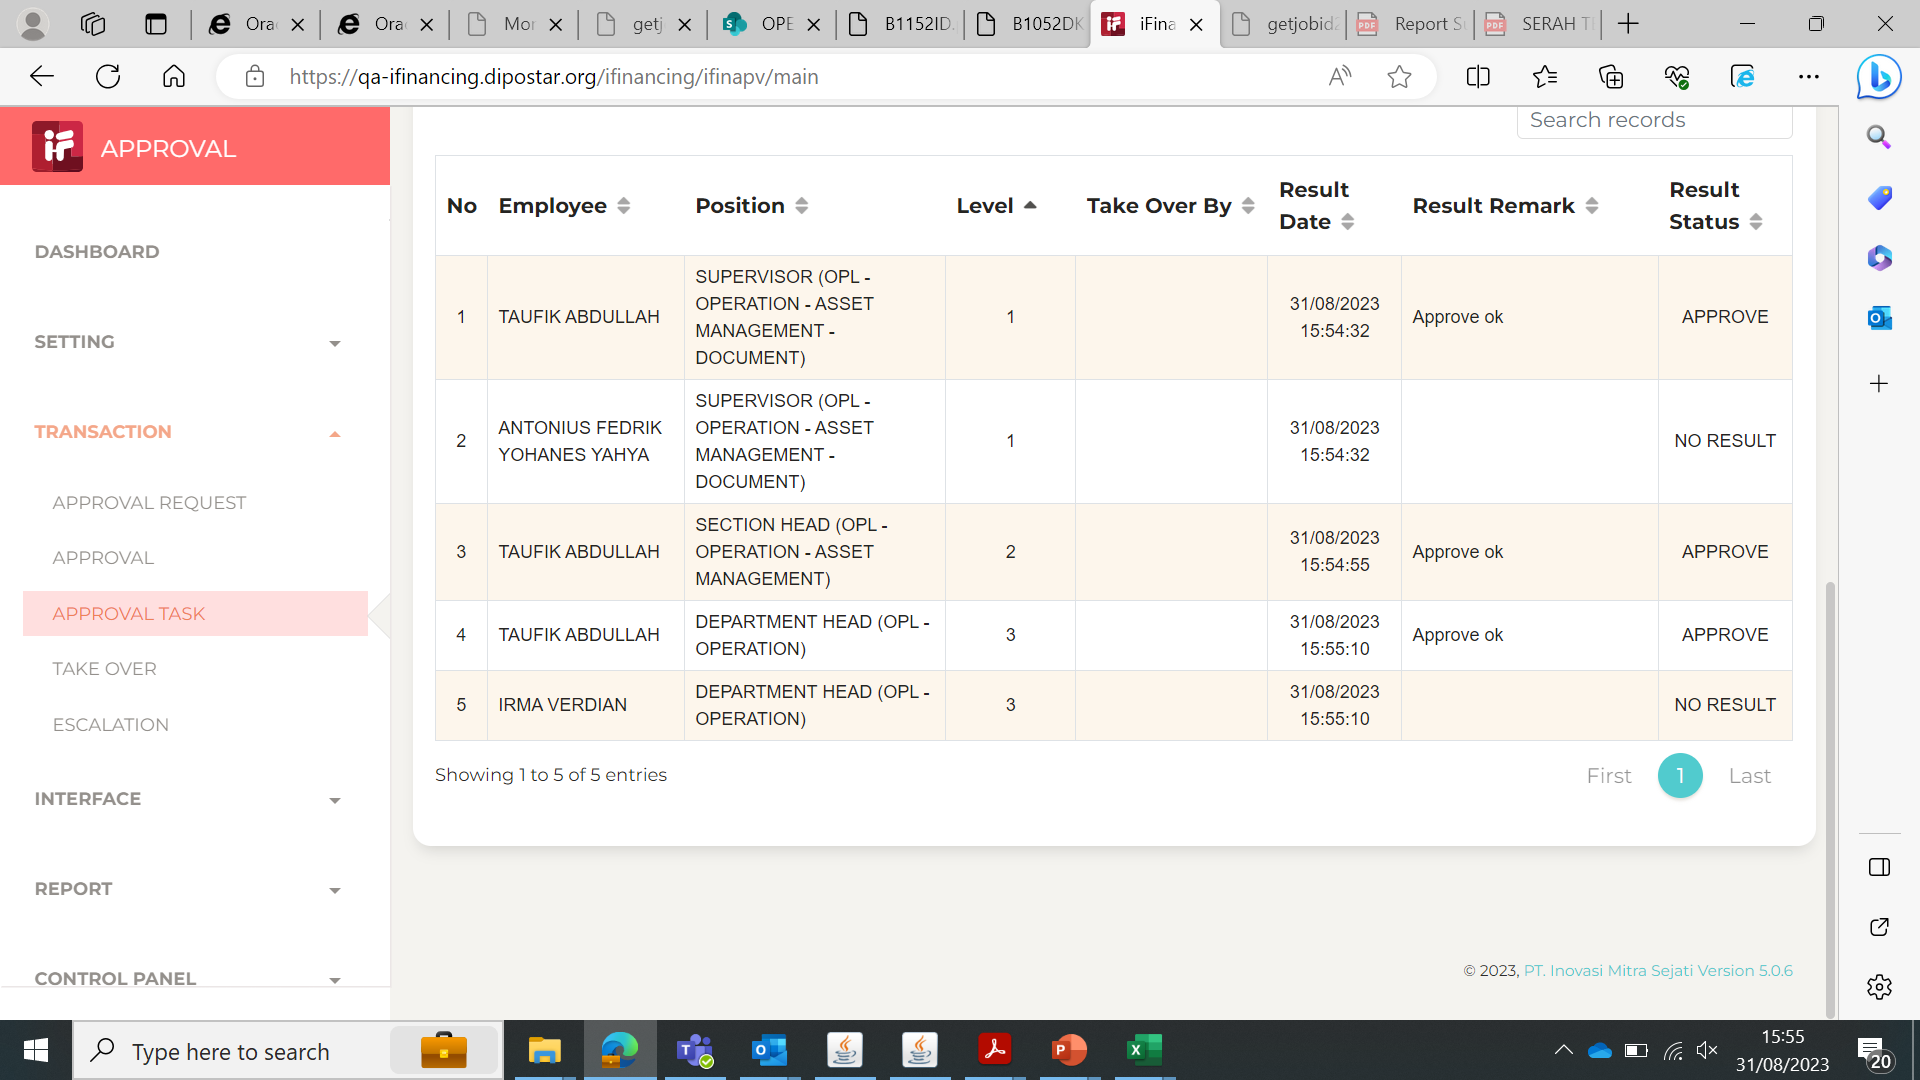 Ora
Ora
Mor
getj
OPE
B1152ID.
B1052DK
iFina
getjobid2
Report S
SERAH T
https://qa-ifinancing.dipostar.org/ifinancing/ifinapv/main
iF APPROVAL
DASHBOARD
SETTING
TRANSACTION
APPROVAL REQUEST
APPROVAL
APPROVAL TASK
TAKE OVER
ESCALATION
INTERFACE
REPORT
CONTROL PANEL
Search records
No Employee Position Level Take Over By Result Date Result Remark Result Status
1 TAUFIK ABDULLAH SUPERVISOR (OPL -
OPERATION - ASSET
MANAGEMENT -
DOCUMENT) 1 31/08/2023
15:54:32 Approve ok APPROVE
2 ANTONIUS FEDRIK
YOHANES YAHYA SUPERVISOR (OPL -
OPERATION - ASSET
MANAGEMENT -
DOCUMENT) 1 31/08/2023
15:54:32 NO RESULT
3 TAUFIK ABDULLAH SECTION HEAD (OPL -
OPERATION - ASSET
MANAGEMENT) 2 31/08/2023
15:54:55 Approve ok APPROVE
4 TAUFIK ABDULLAH DEPARTMENT HEAD (OPL -
OPERATION) 3 31/08/2023
15:55:10 Approve ok APPROVE
5 IRMA VERDIAN DEPARTMENT HEAD (OPL -
OPERATION) 3 31/08/2023
15:55:10 NO RESULT
Showing 1 to 5 of 5 entries
First 1 Last
© 2023, PT. Inovasi Mitra Sejati Version 5.0.6
Type here to search
15:55
31/08/2023
20